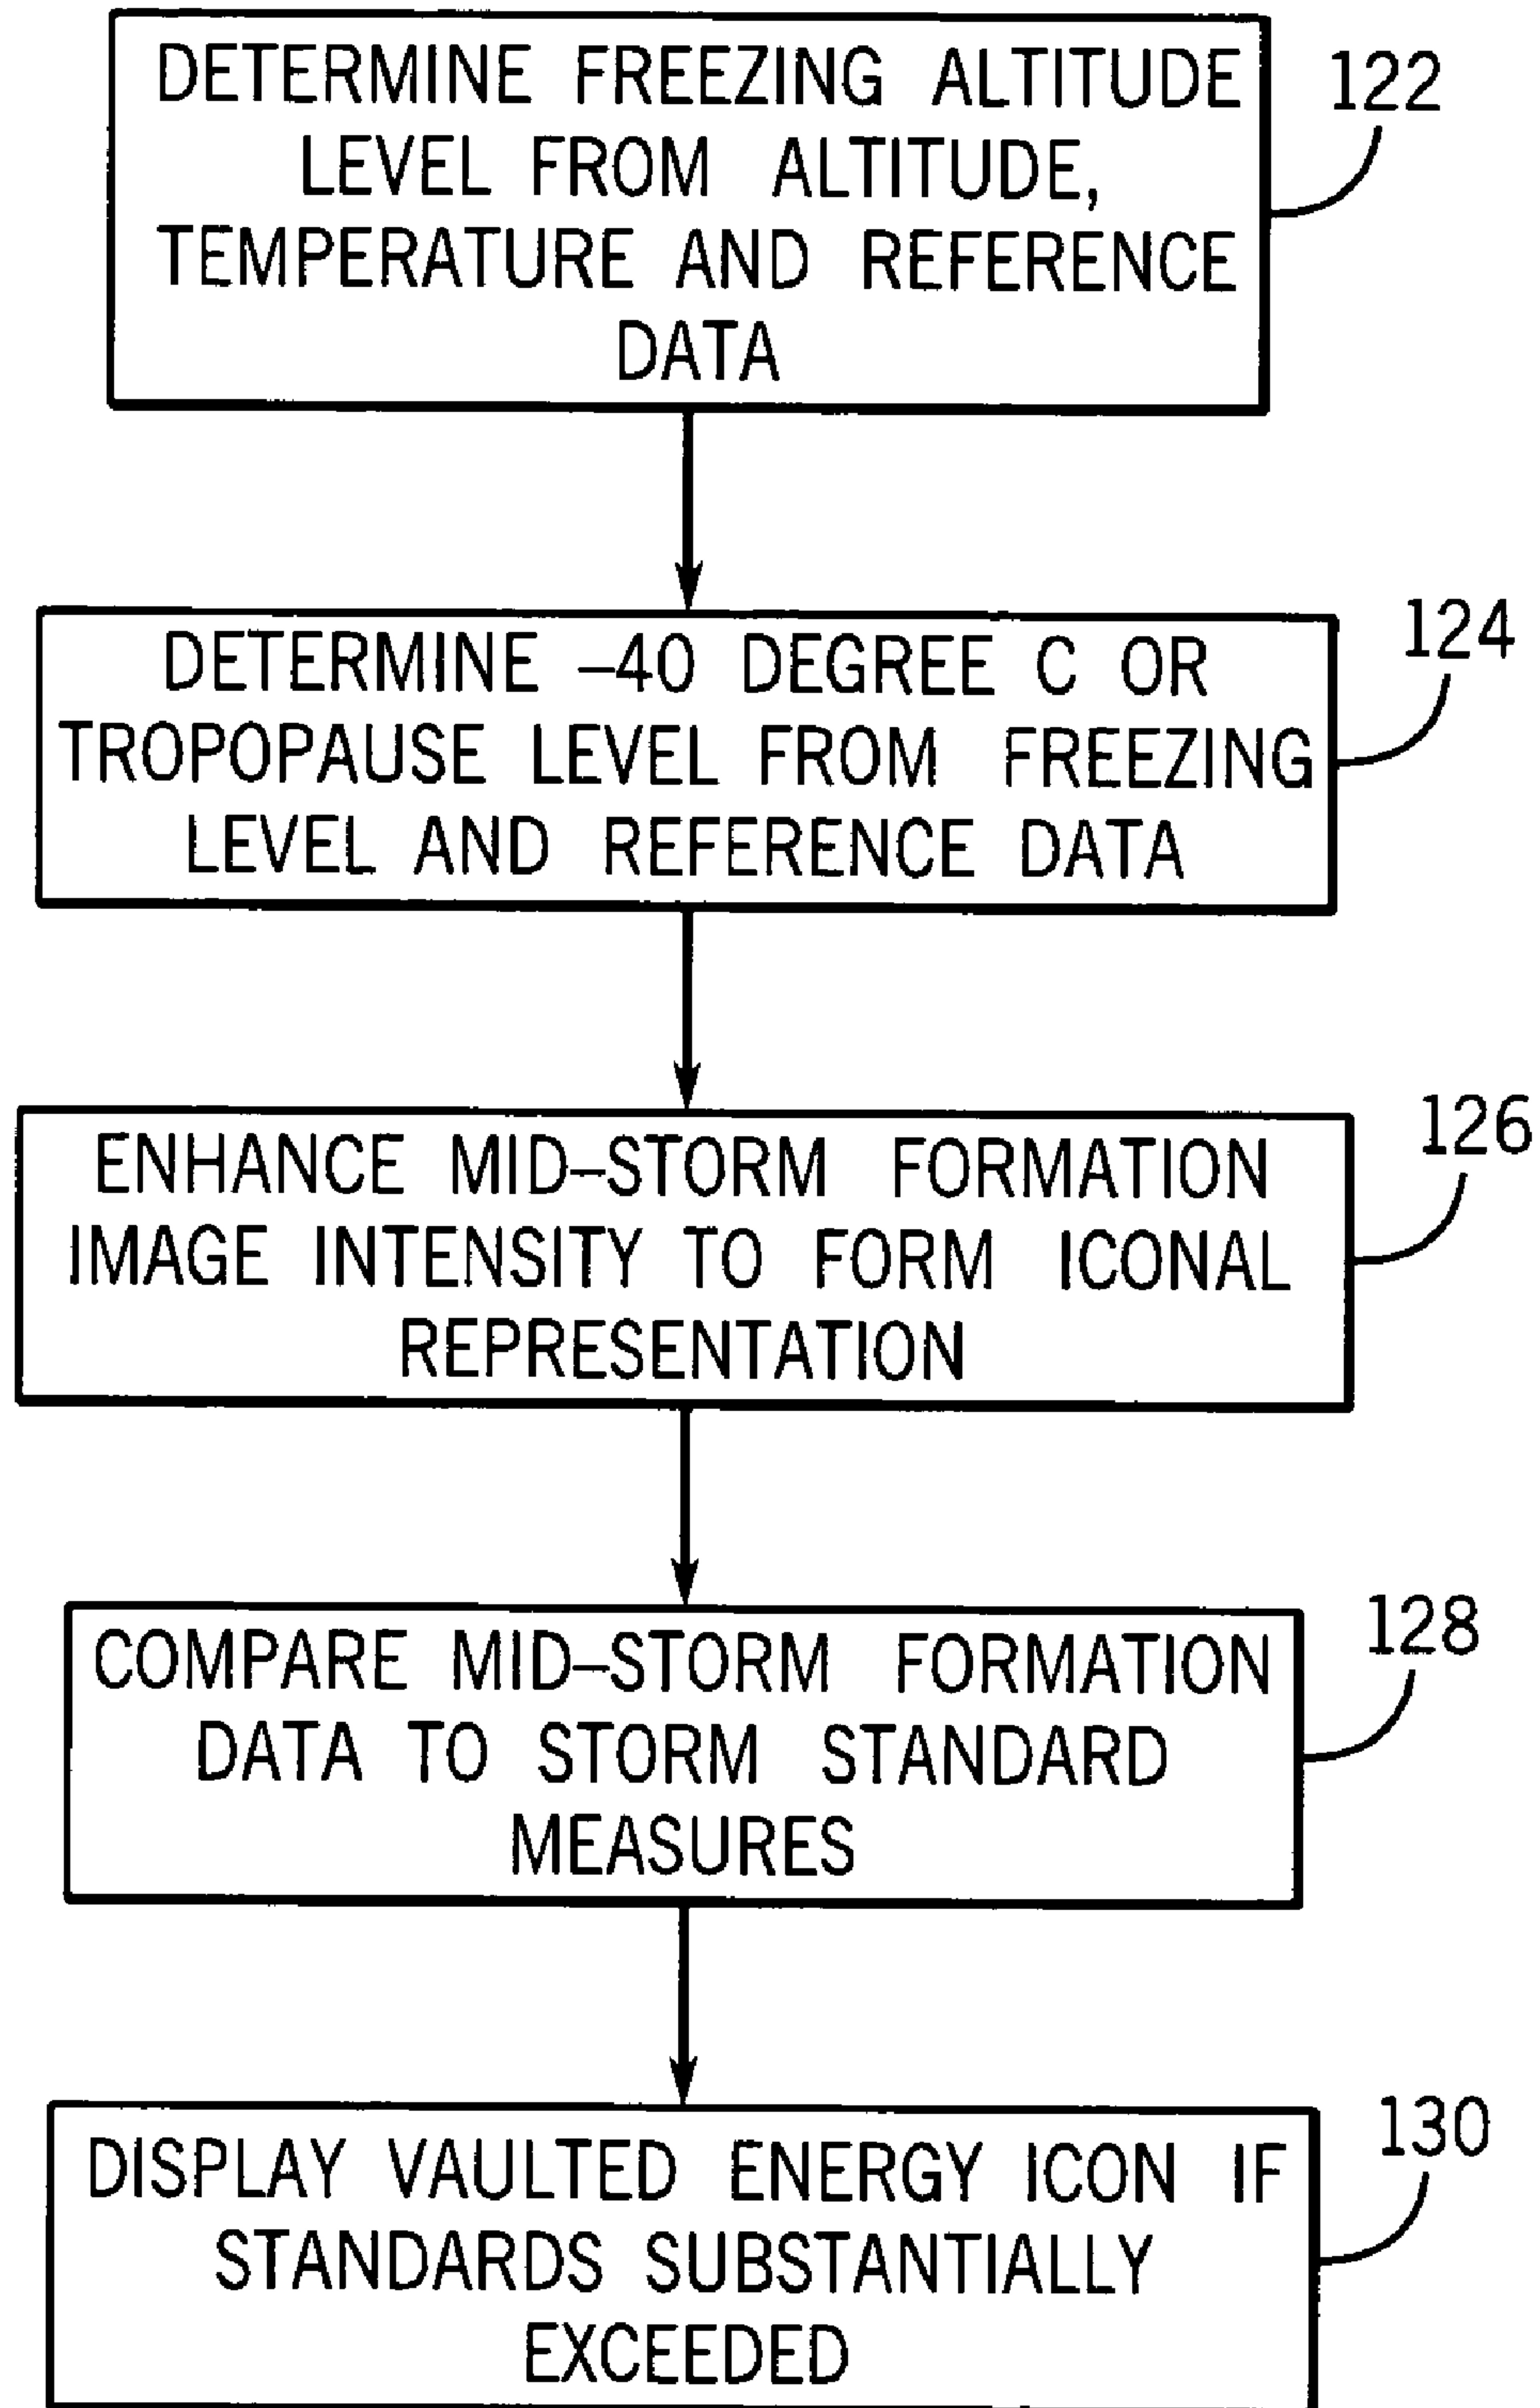 DETERMINE FREEZING ALTITUDE
LEVEL FROM ALTITUDE,
TEMPERATURE AND REFERENCE
DATA
122
DETERMINE –40 DEGREE C OR
TROPOPAUSE LEVEL FROM FREEZING
LEVEL AND REFERENCE DATA
124
ENHANCE MID–STORM FORMATION
IMAGE INTENSITY TO FORM ICONAL
REPRESENTATION
126
COMPARE MID–STORM FORMATION
DATA TO STORM STANDARD
MEASURES
128
DISPLAY VAULTED ENERGY ICON IF
STANDARDS SUBSTANTIALLY
EXCEEDED
130